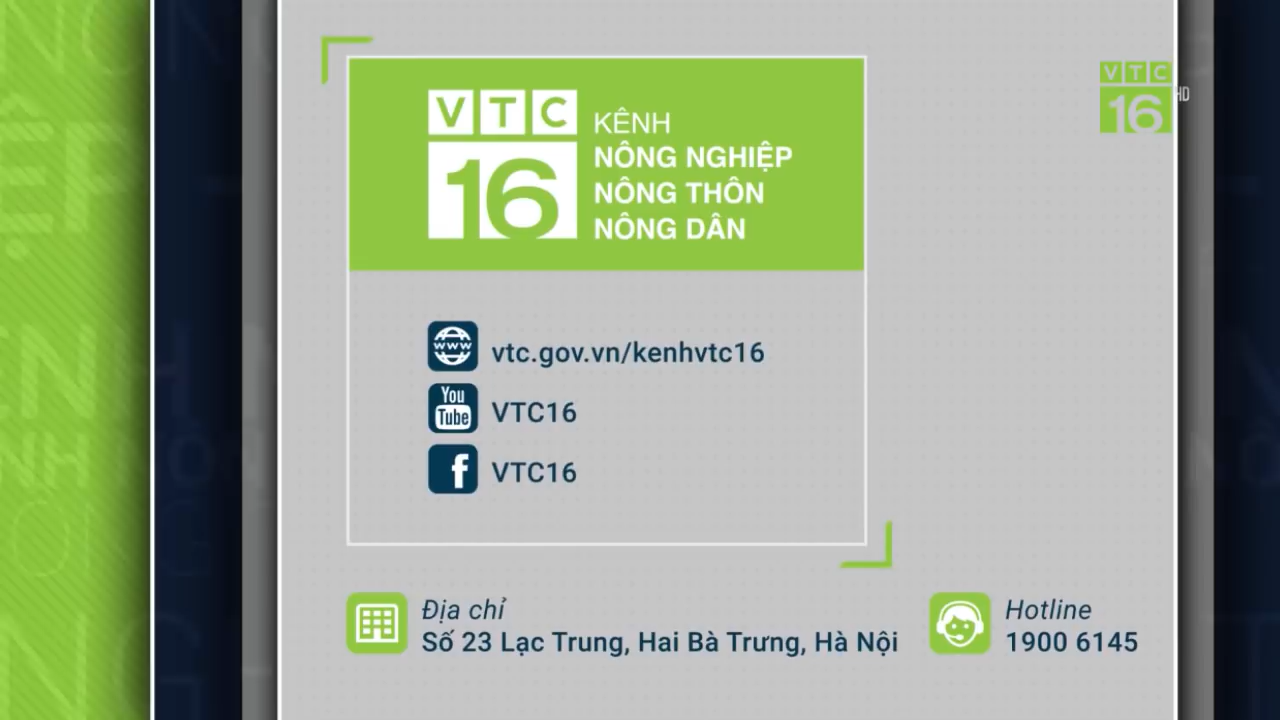 VTC
16
KÊNH
NÔNG NGHIỆP
NÔNG THÔN
NÔNG DÂN
VTC
16
HD
www
vtc.gov.vn/kenhvtc16
You
Tube
VTC16
f
VTC16
Địa chỉ
Số 23 Lạc Trung, Hai Bà Trưng, Hà Nội
Hotline
1900 6145